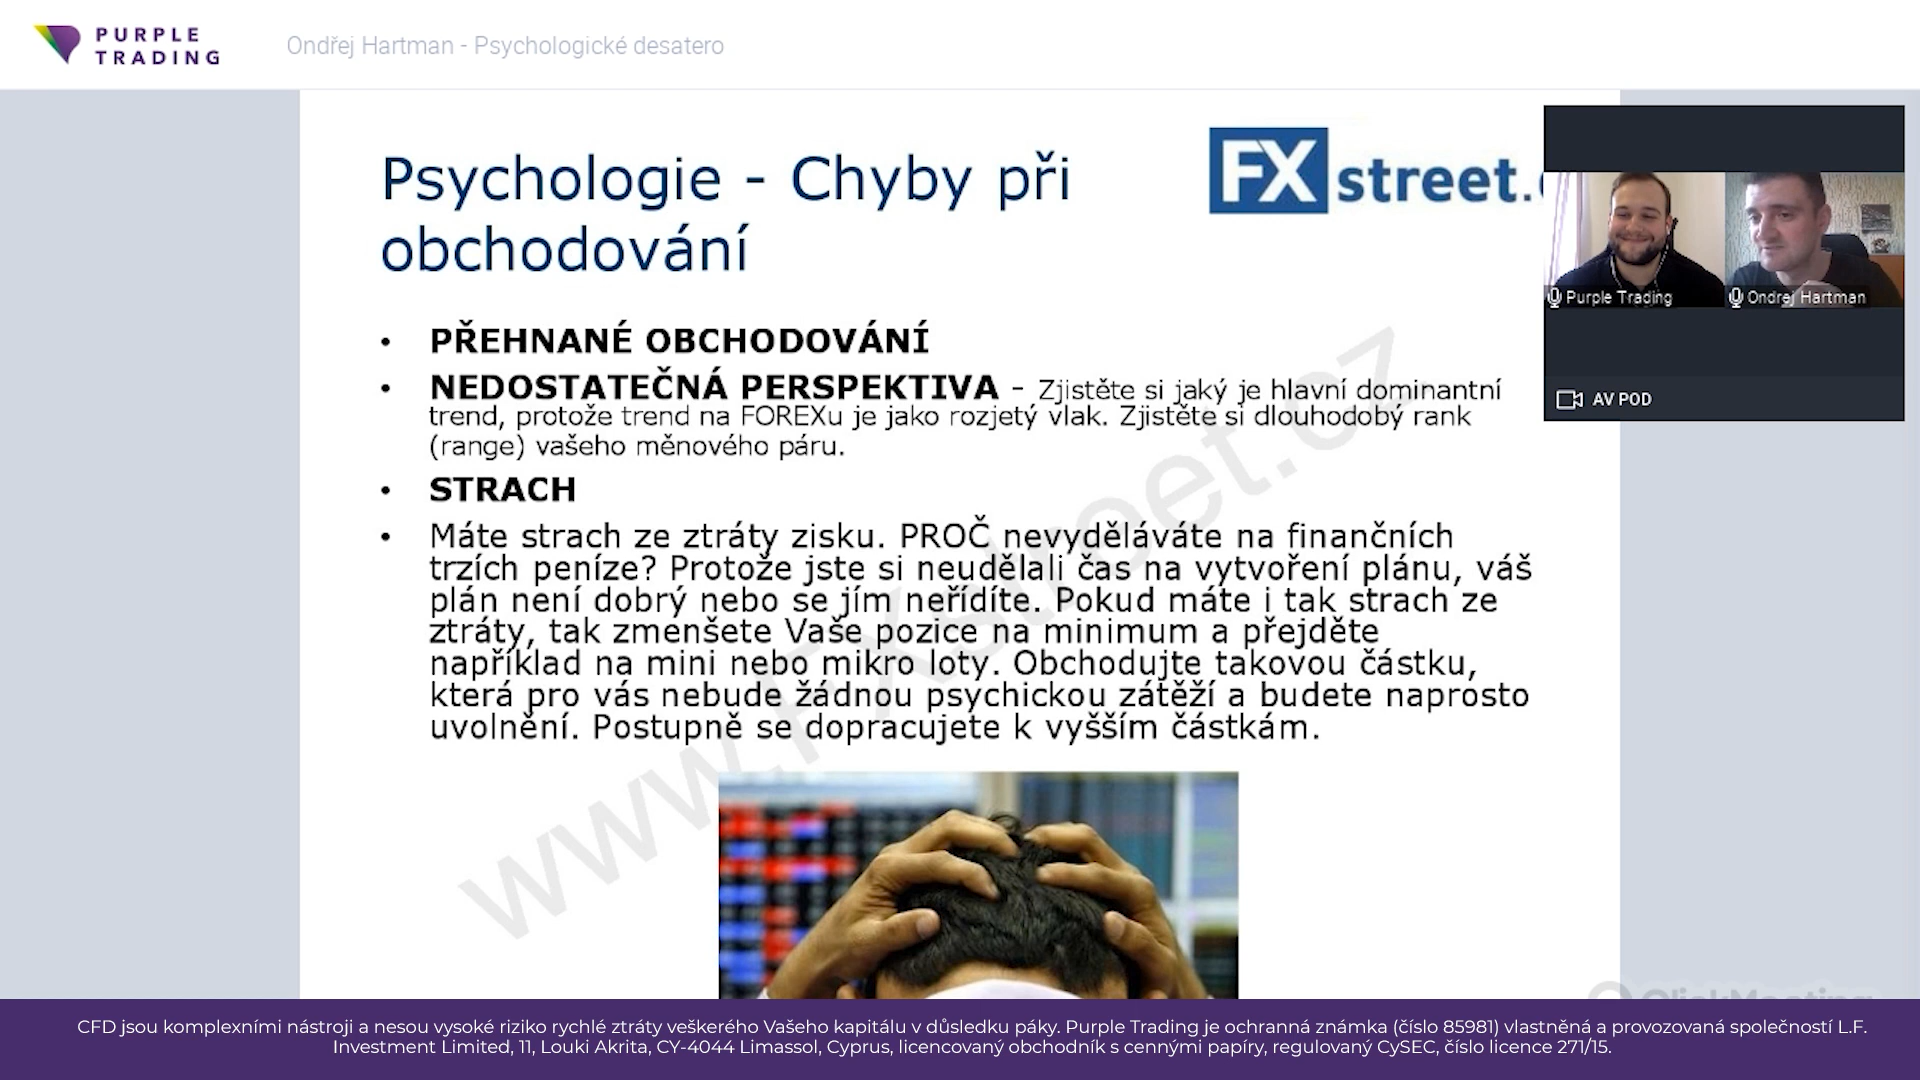 PURPLE
TRADING
Ondřej Hartman - Psychologické desatero
Psychologie - Chyby při
obchodování
FX street.
Purple Trading
Ondrej Hartman
AV POD
• PŘEHNANÉ OBCHODOVÁNÍ
• NEDOSTATEČNÁ PERSPEKTIVA - Zjistěte si jaký je hlavní dominantní
trend, protože trend na FOREXu je jako rozjetý vlak. Zjistěte si dlouhodobý rank
(range) vašeho měnového páru.
• STRACH
• Máte strach ze ztráty zisku. PROČ nevyděláváte na finančních
trzích peníze? Protože jste si neudělali čas na vytvoření plánu, váš
plán není dobrý nebo se jím neřídíte. Pokud máte i tak strach ze
ztráty, tak zmenšete Vaše pozice na minimum a přejděte
například na mini nebo mikro loty. Obchodujte takovou částku,
která pro vás nebude žádnou psychickou zátěží a budete naprosto
uvolnění. Postupně se dopracujete k vyšším částkám.
www.FXstreet.cz
ClickMeeting
CFD jsou komplexními nástroji a nesou vysoké riziko rychlé ztráty veškerého Vašeho kapitálu v důsledku páky. Purple Trading je ochranná známka (číslo 85981) vlastněná a provozovaná společností L.F.
Investment Limited, 11, Louki Akrita, CY-4044 Limassol, Cyprus, licencovaný obchodník s cennými papíry, regulovaný CySEC, číslo licence 271/15.